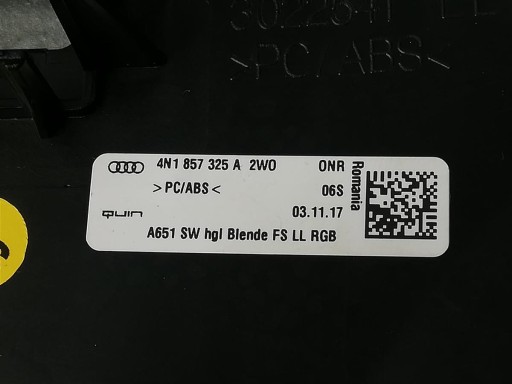 >PC/ABS<
4N1 857 325 A 2W0 ONR
>PC/ABS< 06S
QUIN 03.11.17
Romania
A651 SW hgl Blende FS LL RGB